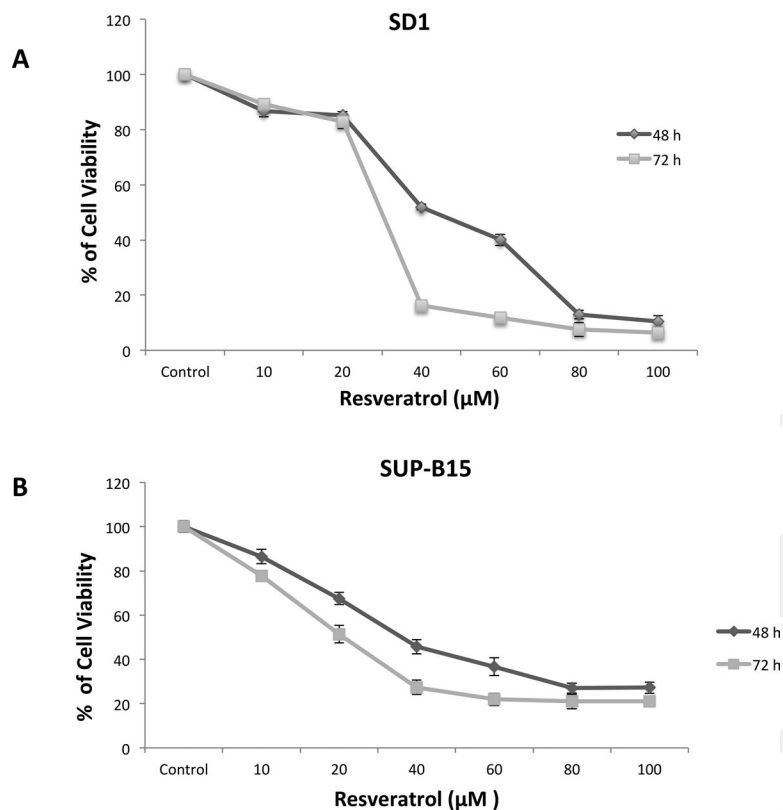 SD1
A
120
100
80
60
40
20
0
% of Cell Viability
48 h
72 h
Control 10 20 40 60 80 100
Resveratrol (µM)
SUP-B15
B
120
100
80
60
40
20
0
% of Cell Viability
48 h
72 h
Control 10 20 40 60 80 100
Resveratrol (µM )